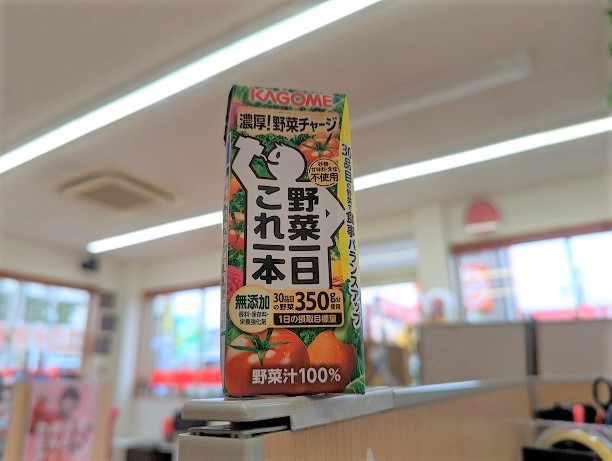 KAGOME
濃厚!野菜チャージ
砂糖・
甘味料・食塩
不使用
野菜一日
これ一本
無添加
香料・保存料・
栄養強化剤
30品目
の野菜350g分
使用
1日の摂取目標量
野菜汁100%
30品目の野菜で食事バランスアップ